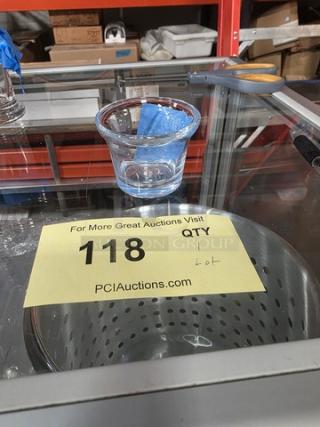 For More Great Auctions Visit
118 QTY
Lot
PCIAuctions.com